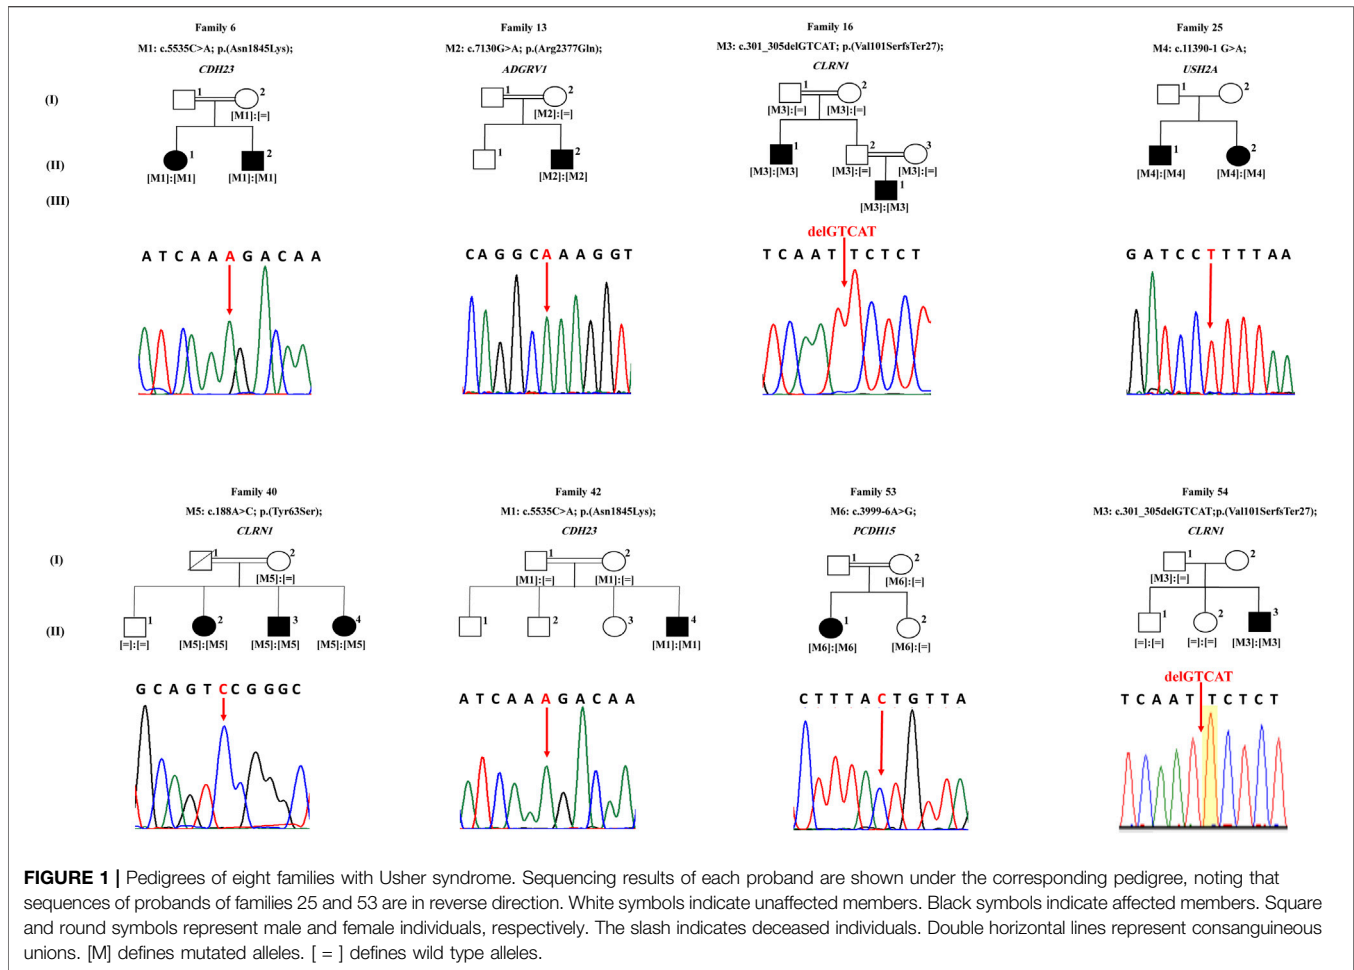 Family 6
M1: c.5535C>A; p.(Asn1845Lys);
CDH23
Family 13
M2: c.7130G>A; p.(Arg2377Gln);
ADGRV1
Family 16
M3: c.301_305delGTCAT; p.(Val101SerfsTer27);
CLRN1
Family 25
M4: c.11390-1 G>A;
USH2A
(I)
1
2
[M1]:[=]
1
2
[M2]:[=]
1
2
[M3]:[=]
[M3]:[=]
1
2
(II)
1
2
[M1]:[M1]
[M1]:[M1]
1
2
[M2]:[M2]
1
2
3
[M3]:[M3]
[M3]:[=]
[M3]:[=]
1
2
[M4]:[M4]
[M4]:[M4]
(III)
1
[M3]:[M3]
delGTCAT
A T C A A A G A C A A
C A G G C A A A G G T
T C A A T T C T C T
G A T C C T T T T A A
Family 40
M5: c.188A>C; p.(Tyr63Ser);
CLRN1
Family 42
M1: c.5535C>A; p.(Asn1845Lys);
CDH23
Family 53
M6: c.3999-6A>G;
PCDH15
Family 54
M3: c.301_305delGTCAT;p.(Val101SerfsTer27);
CLRN1
(I)
1
2
[M5]:[=]
1
2
[M1]:[=]
[M1]:[=]
1
2
[M6]:[=]
1
2
[M3]:[=]
(II)
1
2
3
4
[=]:[=]
[M5]:[M5]
[M5]:[M5]
[M5]:[M5]
1
2
3
4
[M1]:[M1]
1
2
[M6]:[M6]
[M6]:[=]
1
2
3
[=]:[=]
[=]:[=]
[M3]:[M3]
delGTCAT
G C A G T C C G G G C
A T C A A A G A C A A
C T T T A C T G T T A
T C A A T T C T C T
FIGURE 1 | Pedigrees of eight families with Usher syndrome. Sequencing results of each proband are shown under the corresponding pedigree, noting that
sequences of probands of families 25 and 53 are in reverse direction. White symbols indicate unaffected members. Black symbols indicate affected members. Square
and round symbols represent male and female individuals, respectively. The slash indicates deceased individuals. Double horizontal lines represent consanguineous
unions. [M] defines mutated alleles. [ = ] defines wild type alleles.